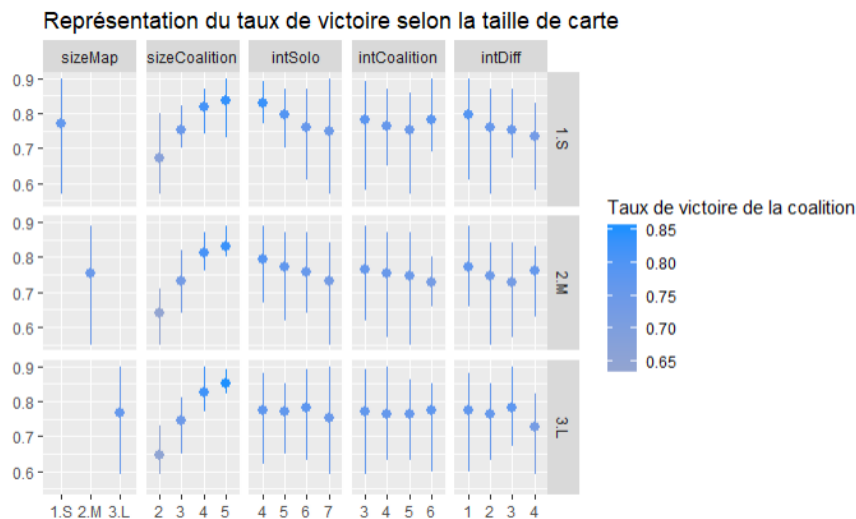 Représentation du taux de victoire selon la taille de carte
sizeMap sizeCoalition intSolo intCoalition intDiff
0.9
0.8
0.7
0.6
1.S
0.9
0.8
0.7
0.6
2.M
0.9
0.8
0.7
0.6
3.L
1.S 2.M 3.L 2 3 4 5 4 5 6 7 3 4 5 6 1 2 3 4
Taux de victoire de la coalition
0.85
0.80
0.75
0.70
0.65